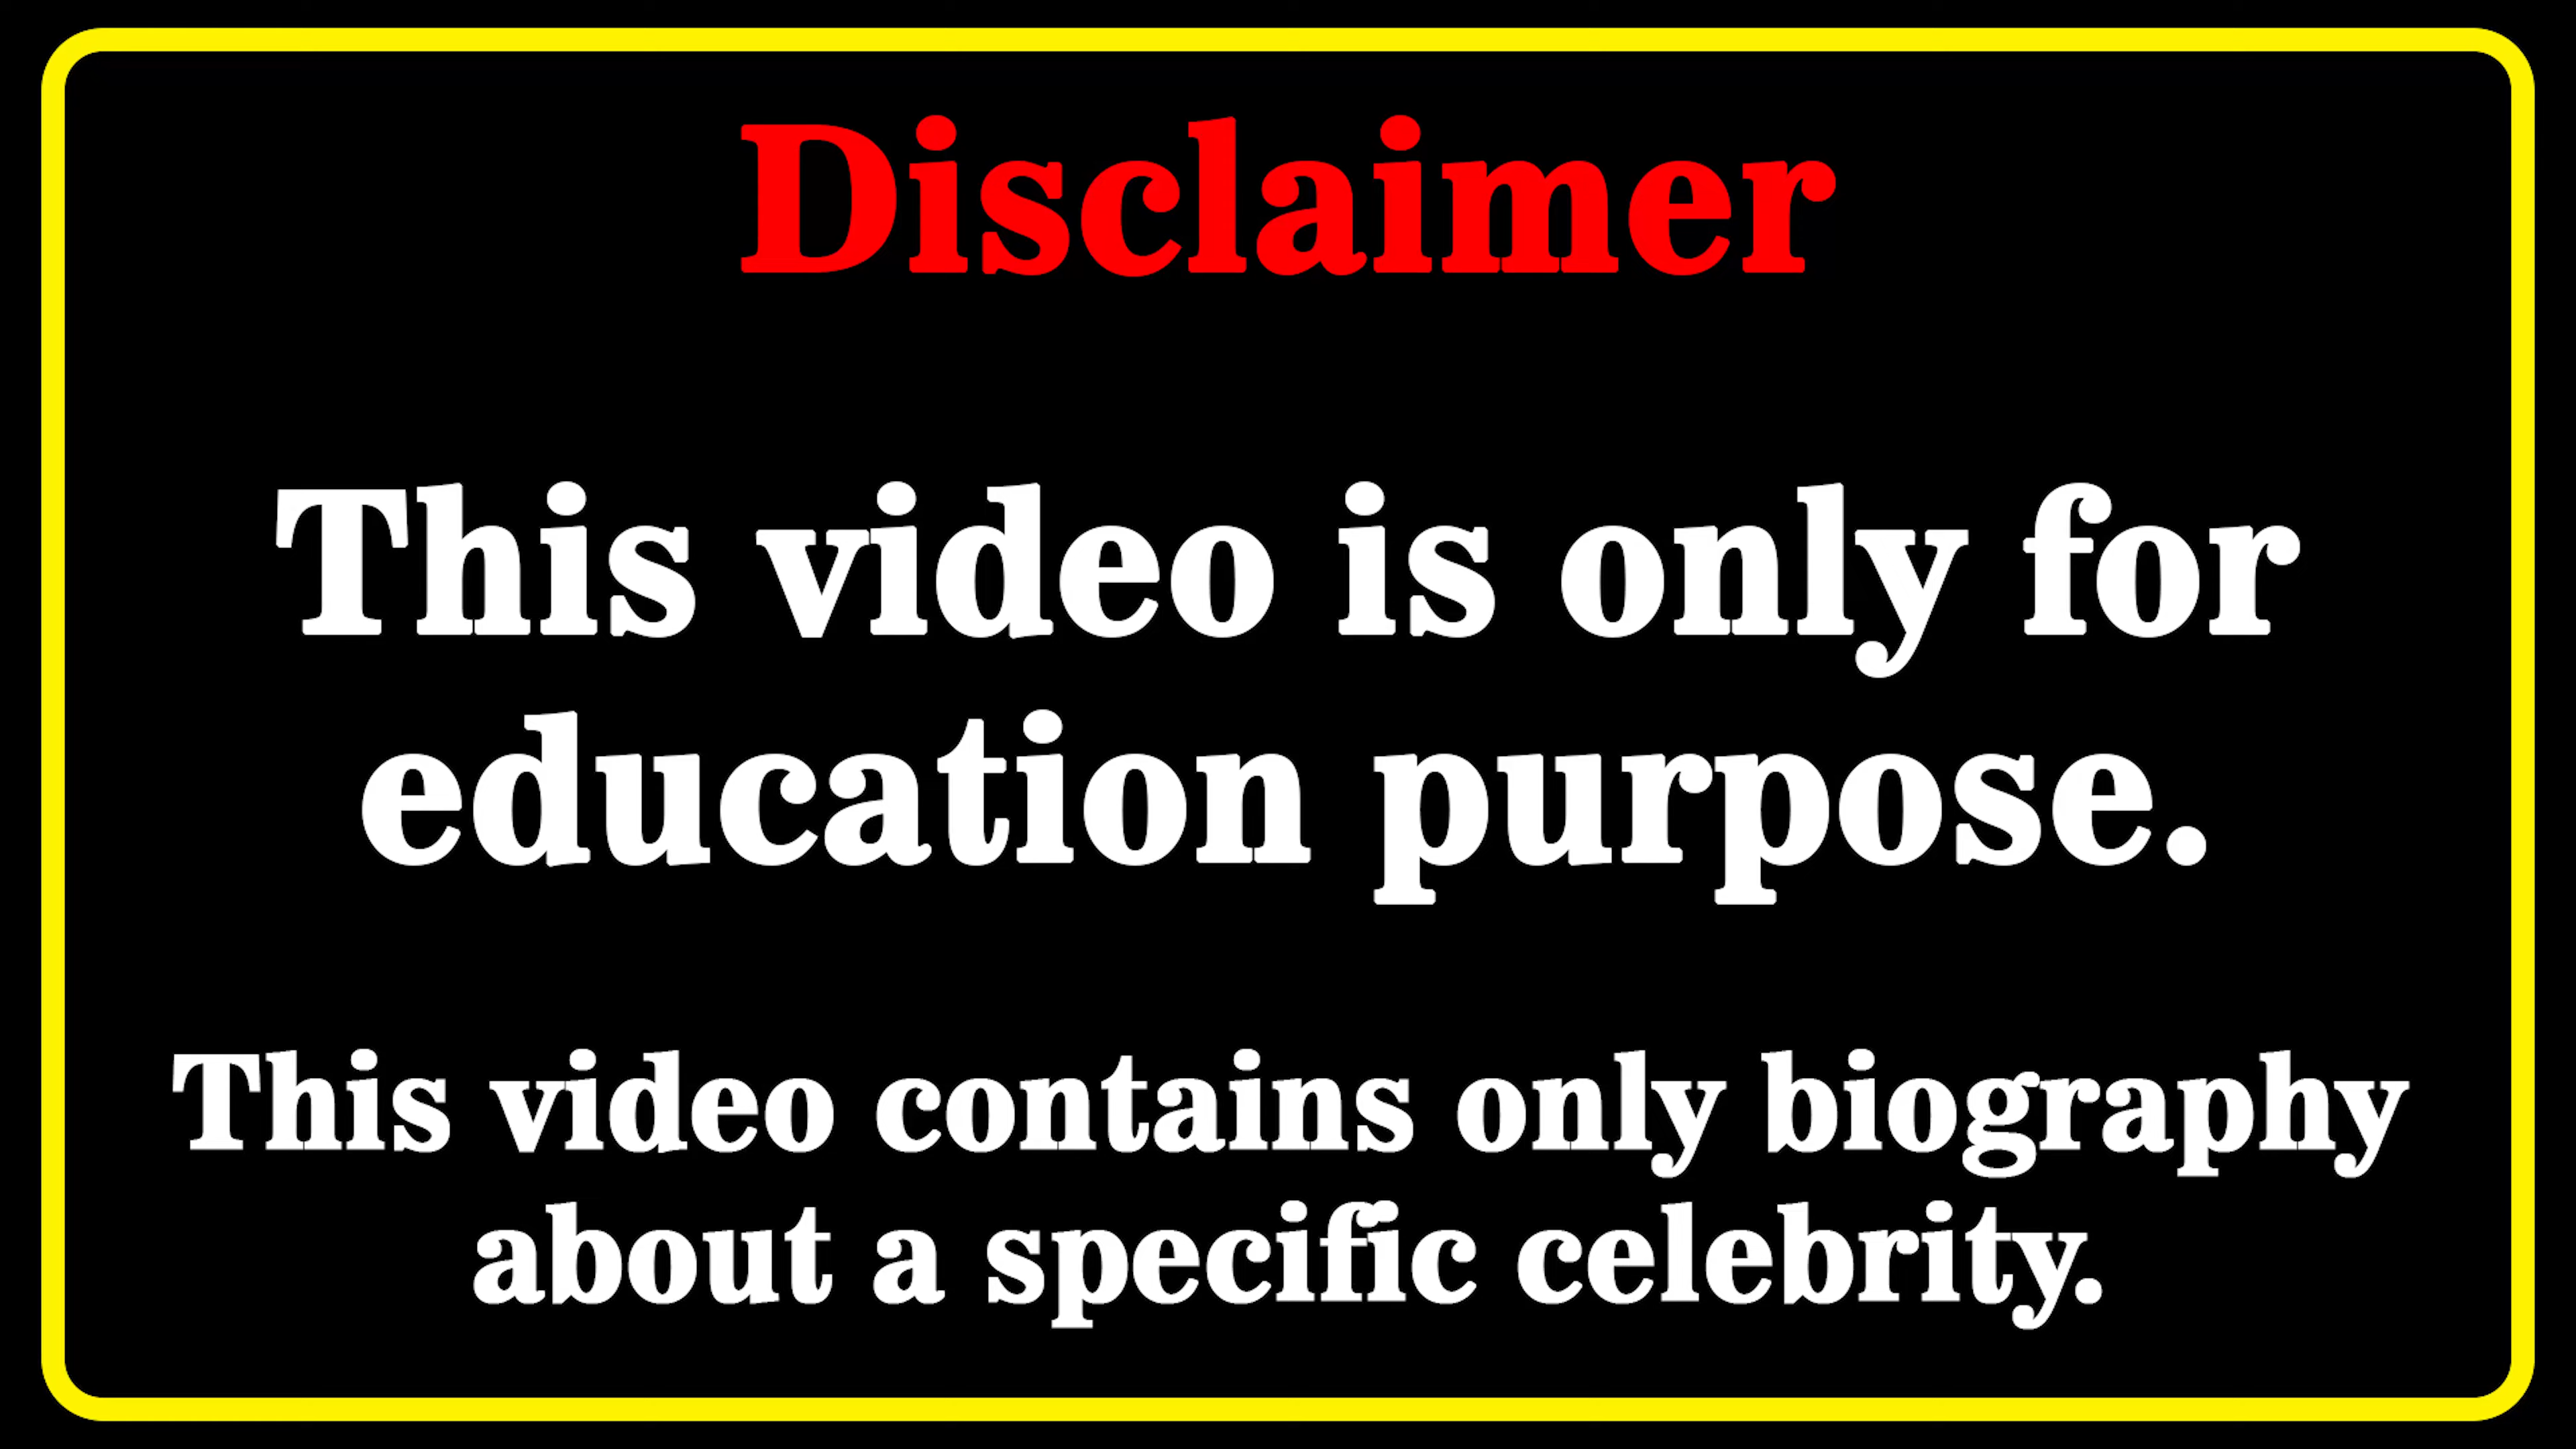 Disclaimer
This video is only for
education purpose.
This video contains only biography
about a specific celebrity.